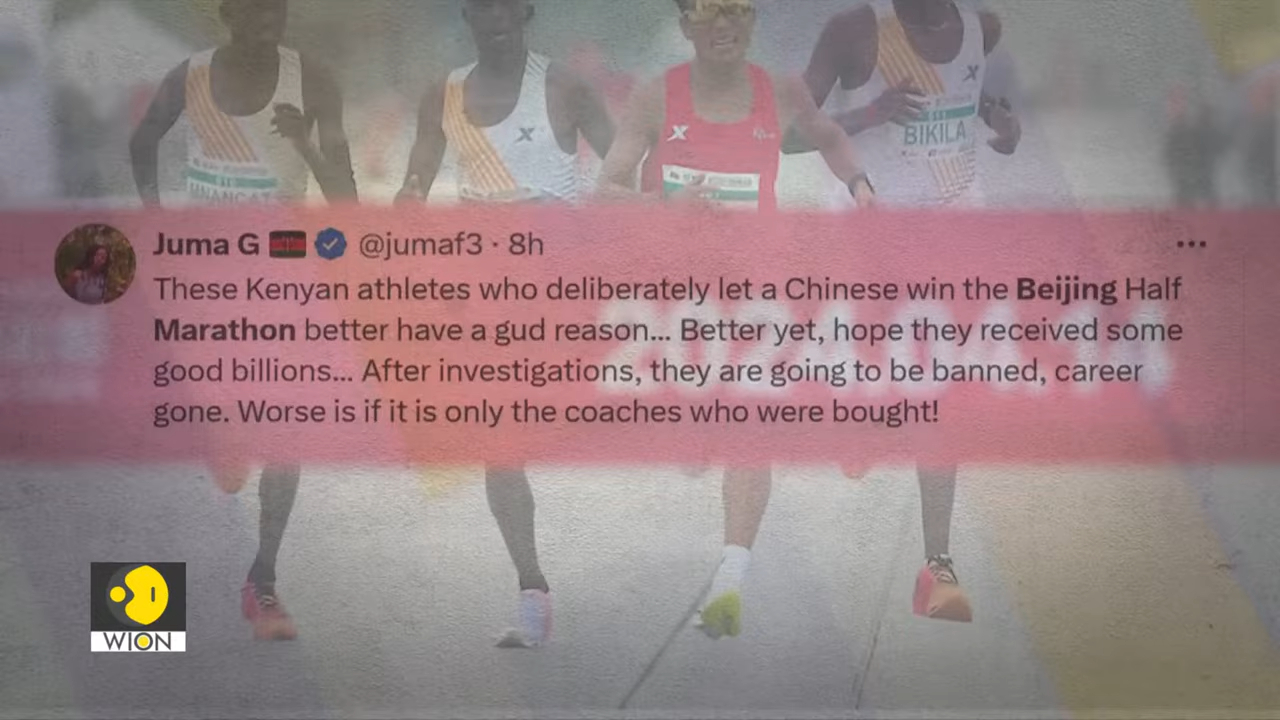 BIKILA
Juma G @jumaf3 · 8h
These Kenyan athletes who deliberately let a Chinese win the Beijing Half
Marathon better have a gud reason... Better yet, hope they received some
good billions... After investigations, they are going to be banned, career
gone. Worse is if it is only the coaches who were bought!
WION